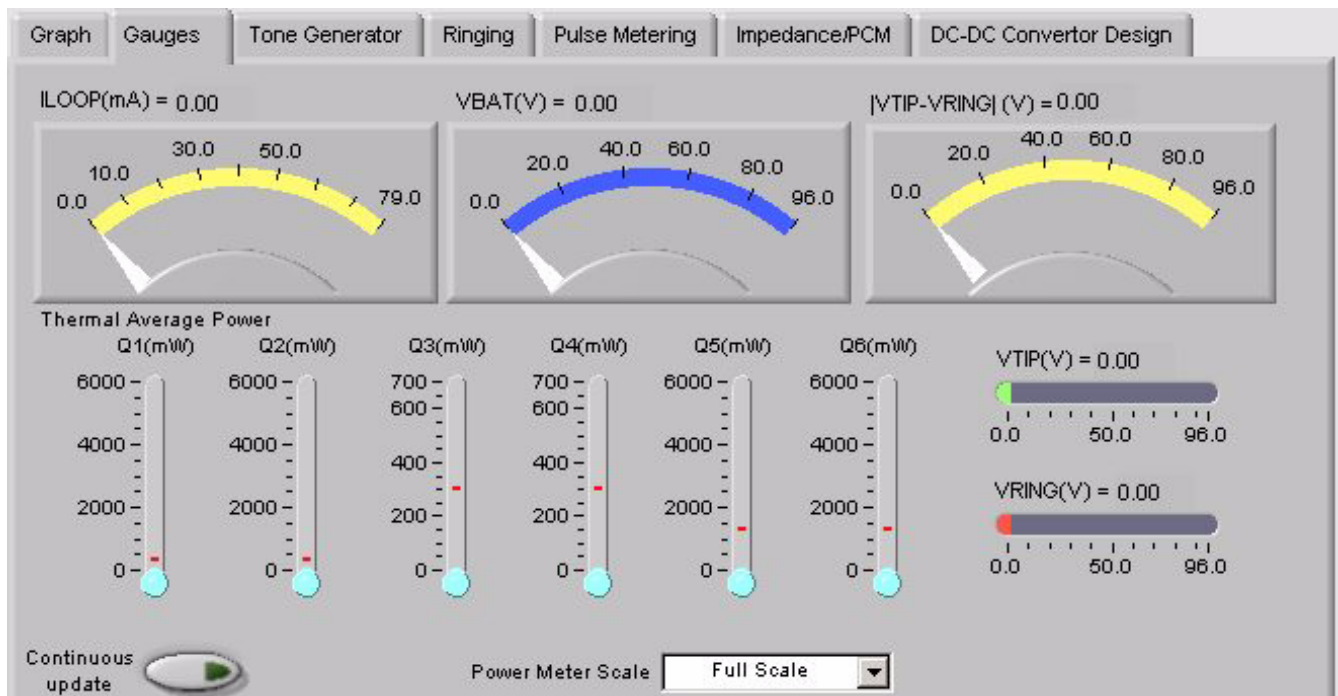 Graph Gauges Tone Generator Ringing Pulse Metering Impedance/PCM DC-DC Convertor Design
ILOOP(mA) = 0.00
VBAT(V) = 0.00
|VTIP-VRING| (V) = 0.00
0.0 10.0 30.0 50.0 79.0
0.0 20.0 40.0 60.0 80.0 96.0
0.0 20.0 40.0 60.0 80.0 96.0
Thermal Average Power
Q1(mW) Q2(mW) Q3(mW) Q4(mW) Q5(mW) Q6(mW)
6000 4000 2000 0
6000 4000 2000 0
700 600 400 200 0
700 600 400 200 0
6000 4000 2000 0
6000 4000 2000 0
VTIP(V) = 0.00
0.0 50.0 96.0
VRING(V) = 0.00
0.0 50.0 96.0
Continuous
update
Power Meter Scale Full Scale